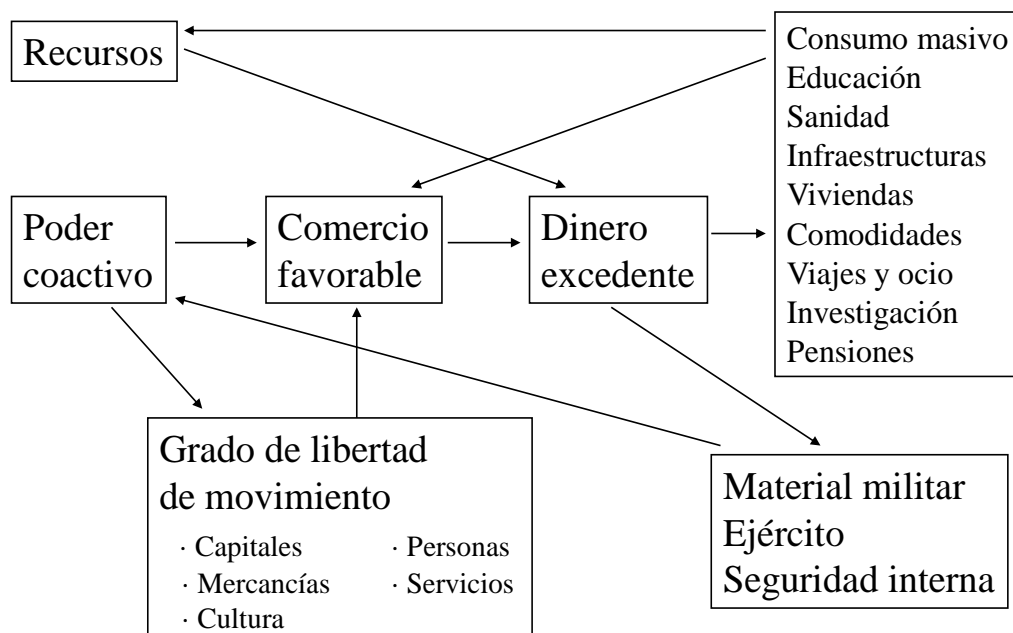 Recursos
Consumo masivo
Educación
Sanidad
Infraestructuras
Viviendas
Comodidades
Viajes y ocio
Investigación
Pensiones
Poder
coactivo
Comercio
favorable
Dinero
excedente
Grado de libertad
de movimiento
· Capitales
· Personas
· Mercancías
· Servicios
· Cultura
Material militar
Ejército
Seguridad interna